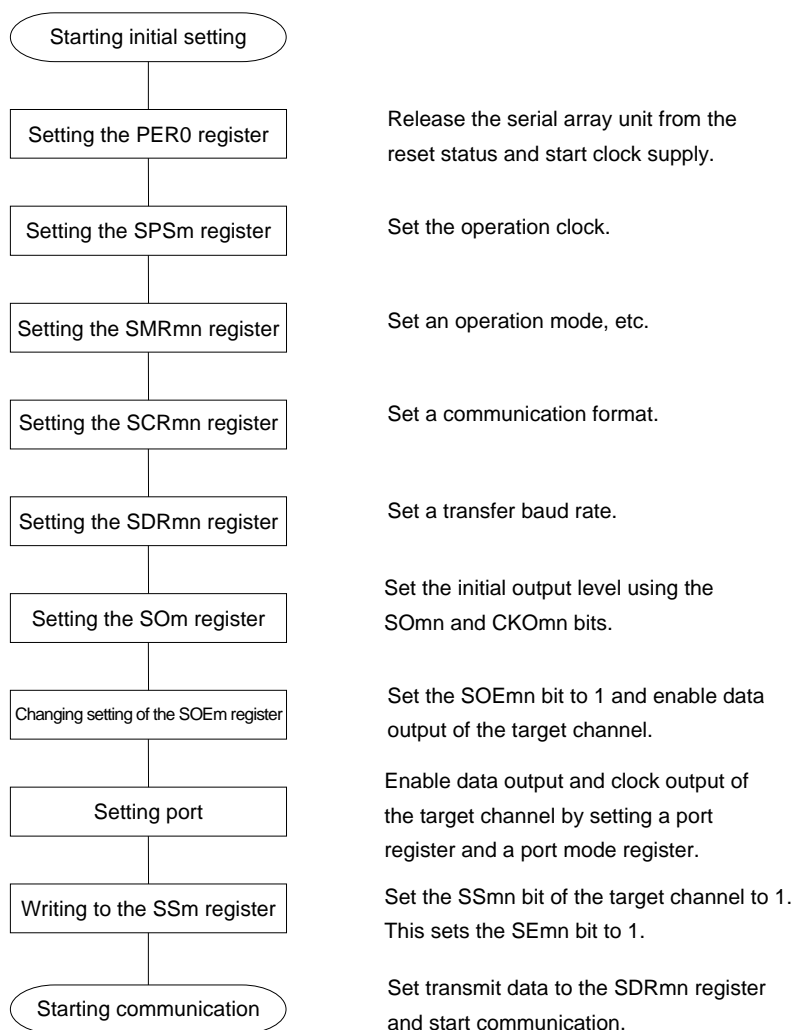 Starting initial setting
Setting the PER0 register
Release the serial array unit from the
reset status and start clock supply.
Setting the SPSm register
Set the operation clock.
Setting the SMRmn register
Set an operation mode, etc.
Setting the SCRmn register
Set a communication format.
Setting the SDRmn register
Set a transfer baud rate.
Setting the SOm register
Set the initial output level using the
SOmn and CKOmn bits.
Changing setting of the SOEm register
Set the SOEmn bit to 1 and enable data
output of the target channel.
Setting port
Enable data output and clock output of
the target channel by setting a port
register and a port mode register.
Writing to the SSm register
Set the SSmn bit of the target channel to 1.
This sets the SEmn bit to 1.
Starting communication
Set transmit data to the SDRmn register
and start communication.